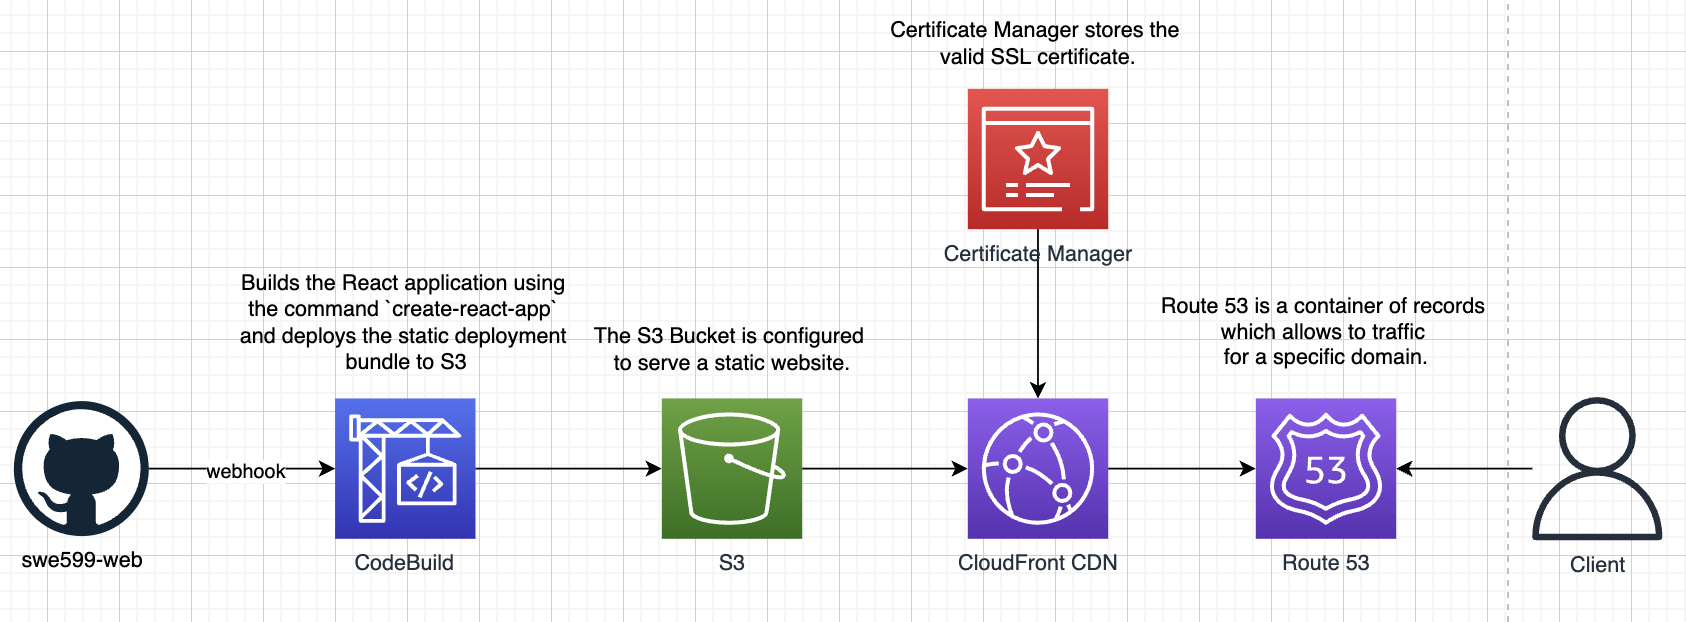 Certificate Manager stores the
valid SSL certificate.
Certificate Manager
Builds the React application using
the command `create-react-app`
and deploys the static deployment
bundle to S3
The S3 Bucket is configured
to serve a static website.
Route 53 is a container of records
which allows to traffic
for a specific domain.
webhook
53
swe599-web
CodeBuild
S3
CloudFront CDN
Route 53
Client